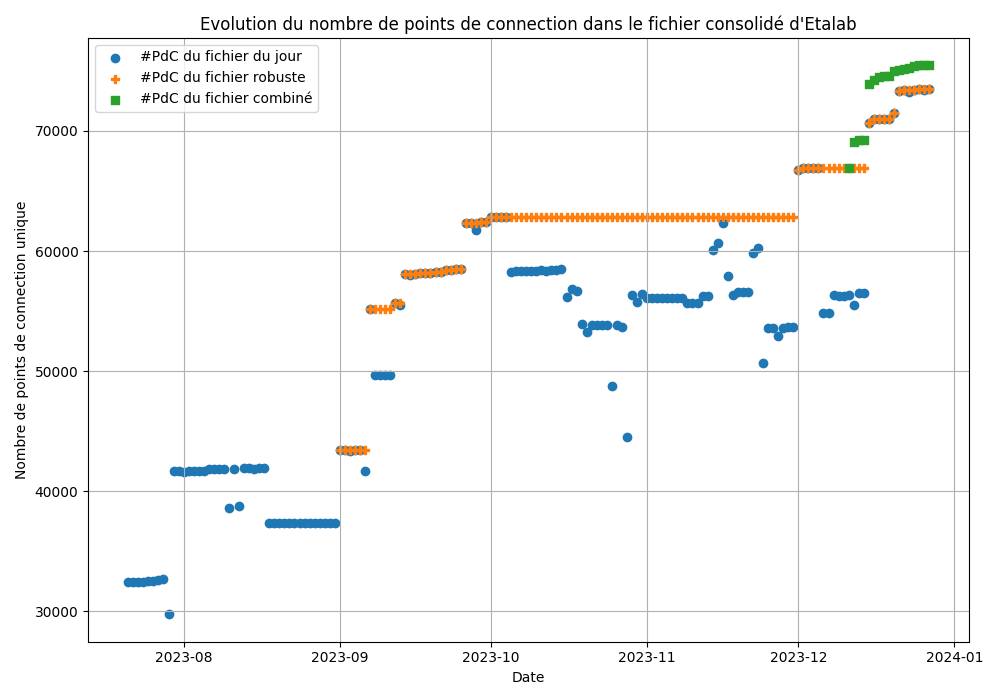 Evolution du nombre de points de connection dans le fichier consolidé d'Etalab
#PdC du fichier du jour
#PdC du fichier robuste
#PdC du fichier combiné
Nombre de points de connection unique
70000
60000
50000
40000
30000
2023-08
2023-09
2023-10
2023-11
2023-12
2024-01
Date